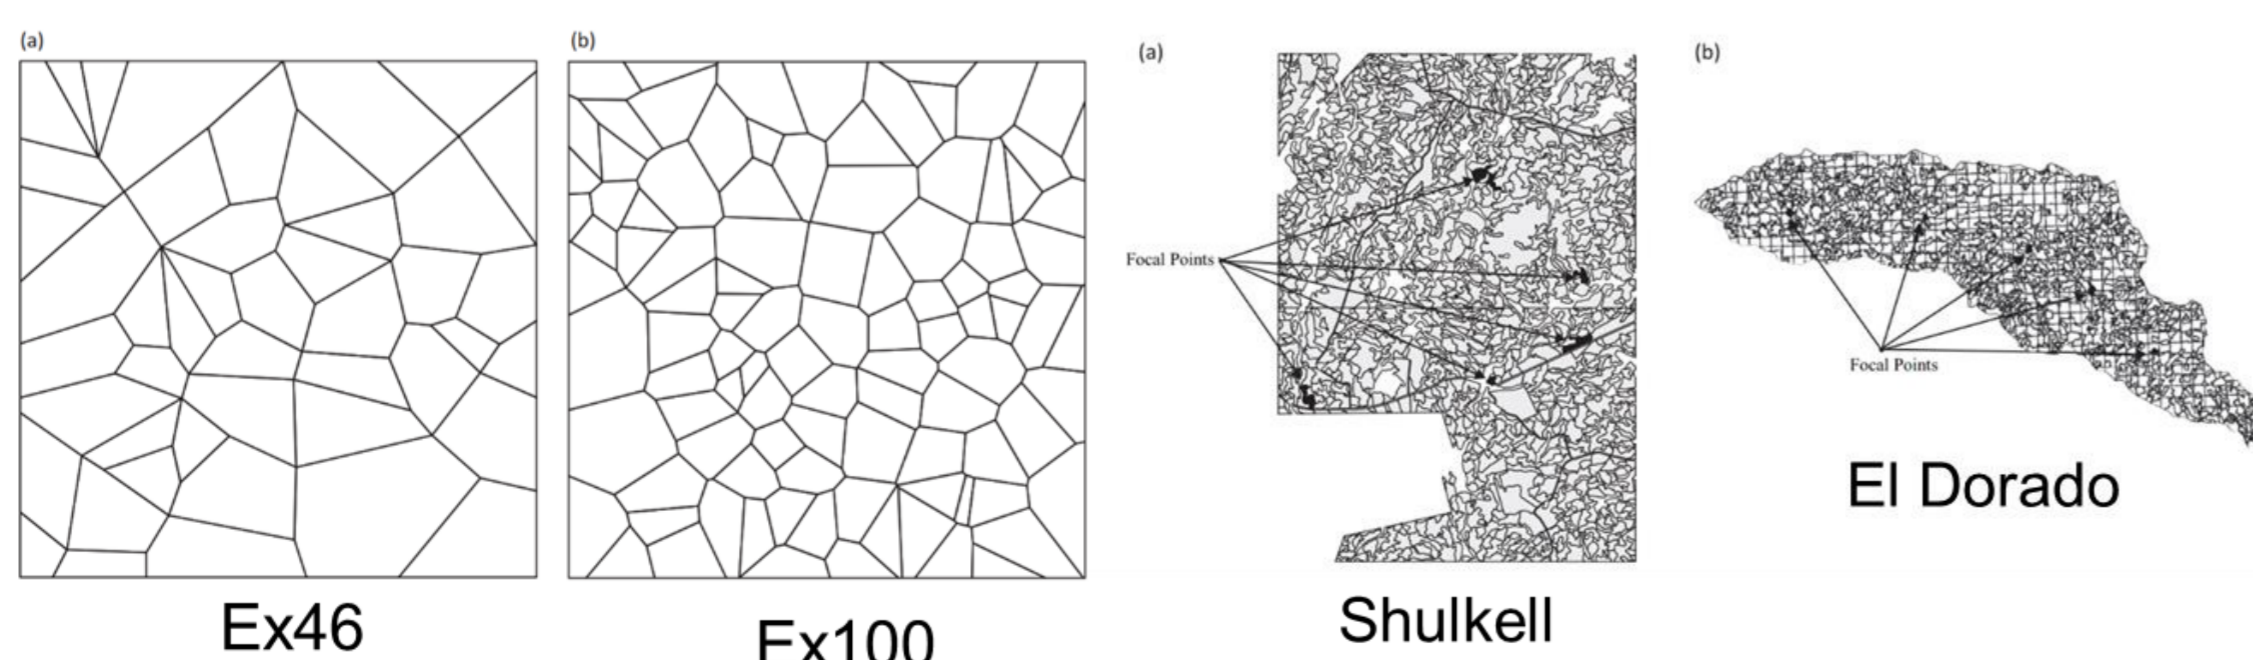 (a)
(b)
(a)
(b)
Focal Points
Focal Points
El Dorado
Ex46
Ex100
Shulkell